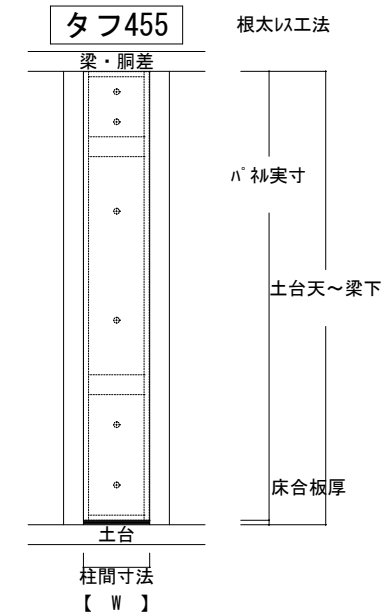 タフ455
根太ﾚｽ工法
梁・胴差
ﾊﾟﾈﾙ実寸
土台天～梁下
床合板厚
土台
柱間寸法
【 W 】